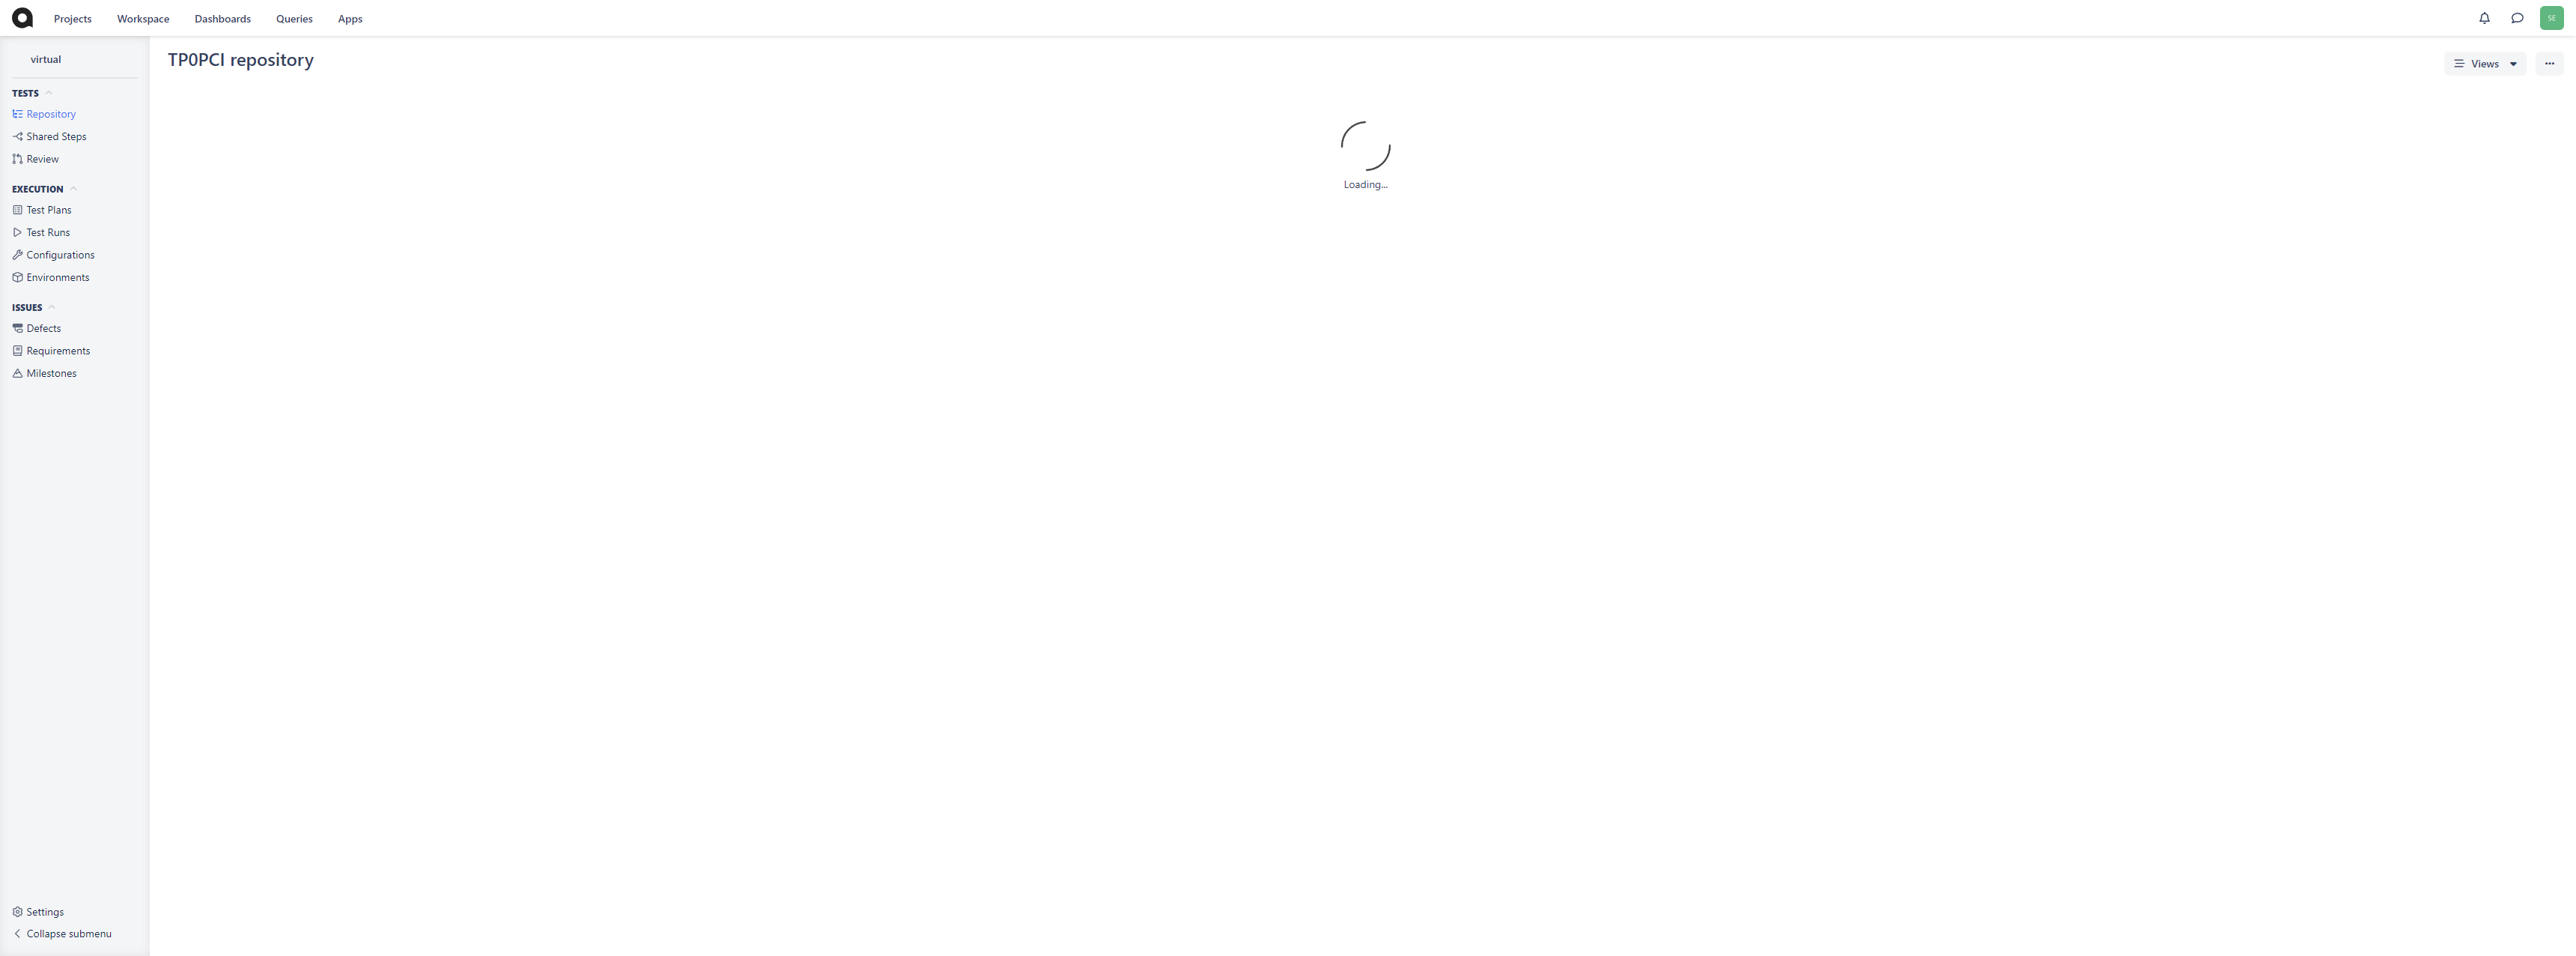 Projects Workspace Dashboards Queries Apps SE
virtual
TP0PCI repository
Views
TESTS
Repository
Shared Steps
Review
EXECUTION
Test Plans
Test Runs
Configurations
Environments
ISSUES
Defects
Requirements
Milestones
Loading...
Settings
Collapse submenu